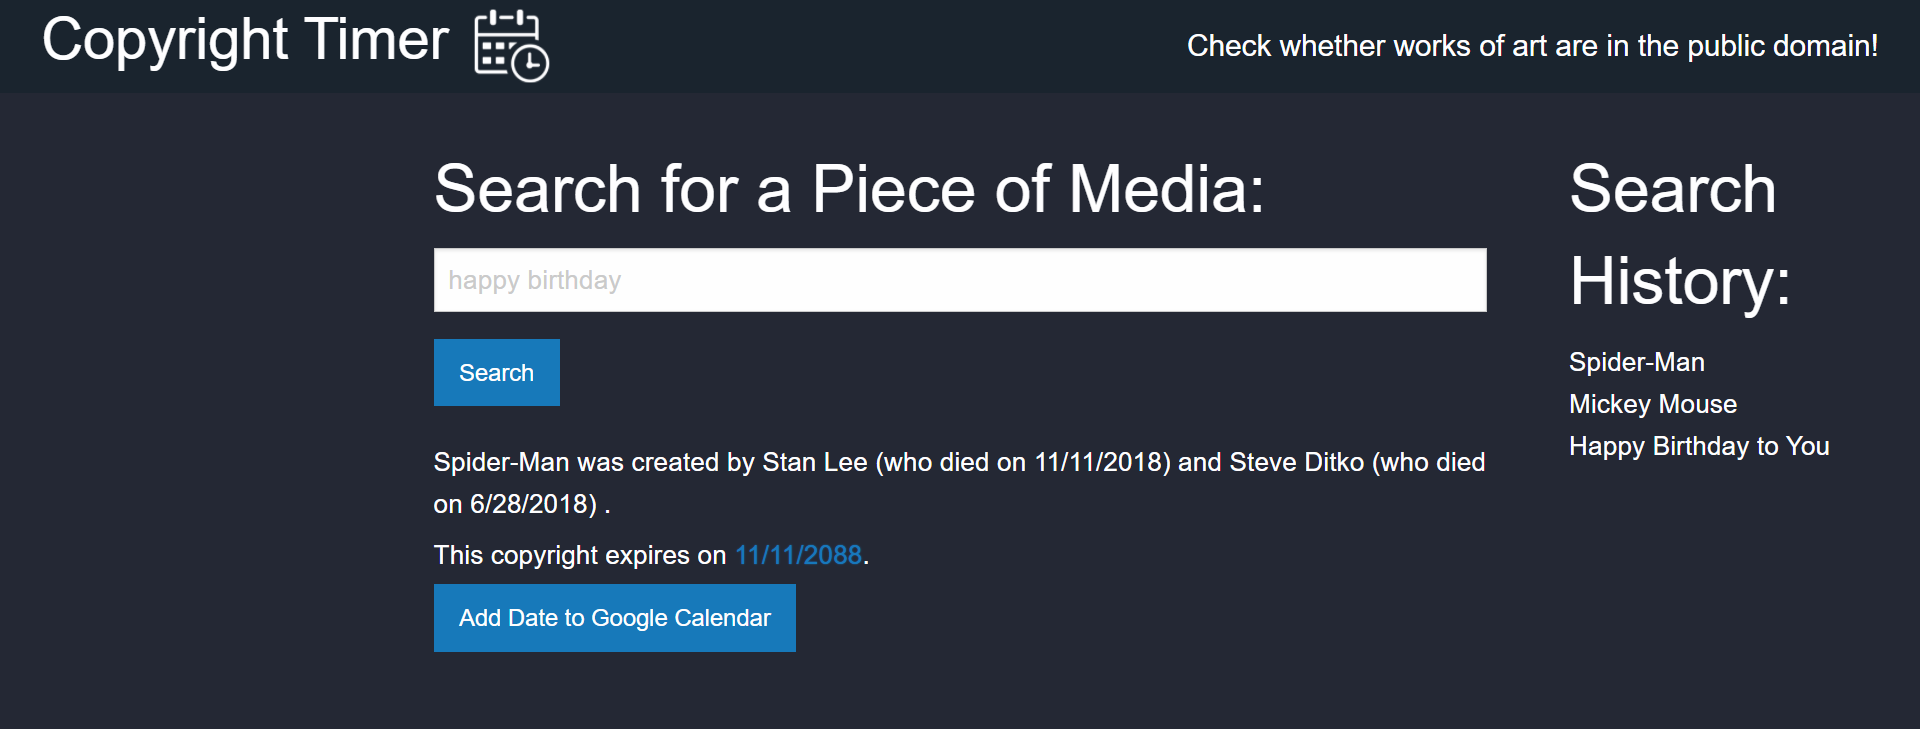 Copyright Timer
Check whether works of art are in the public domain!
Search for a Piece of Media:
happy birthday
Search
Spider-Man was created by Stan Lee (who died on 11/11/2018) and Steve Ditko (who died
on 6/28/2018) .
This copyright expires on 11/11/2088.
Add Date to Google Calendar
Search
History:
Spider-Man
Mickey Mouse
Happy Birthday to You